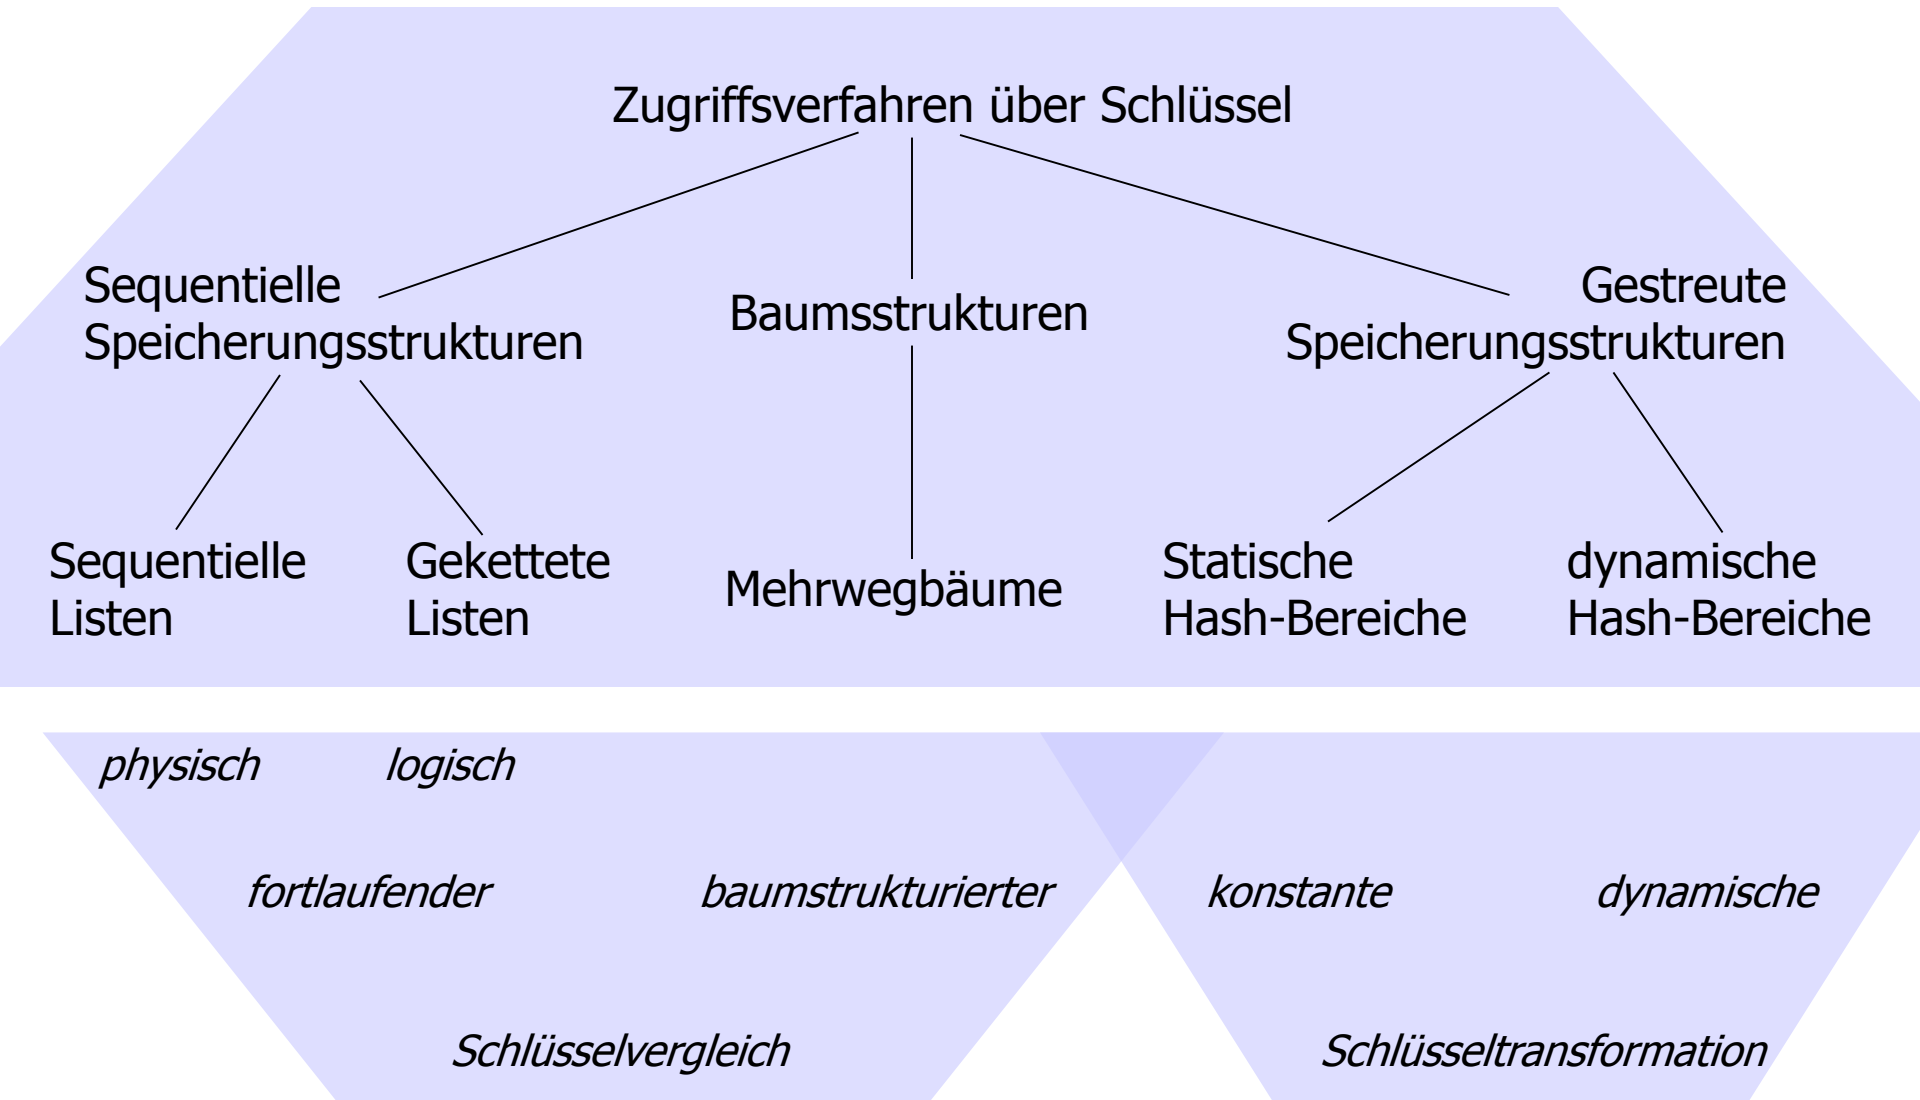 Zugriffsverfahren über Schlüssel
Sequentielle
Speicherungsstrukturen
Baumsstrukturen
Gestreute
Speicherungsstrukturen
Sequentielle
Listen
Gekettete
Listen
Mehrwegbäume
Statische
Hash-Bereiche
dynamische
Hash-Bereiche
physisch
logisch
fortlaufender
baumstrukturierter
konstante
dynamische
Schlüsselvergleich
Schlüsseltransformation